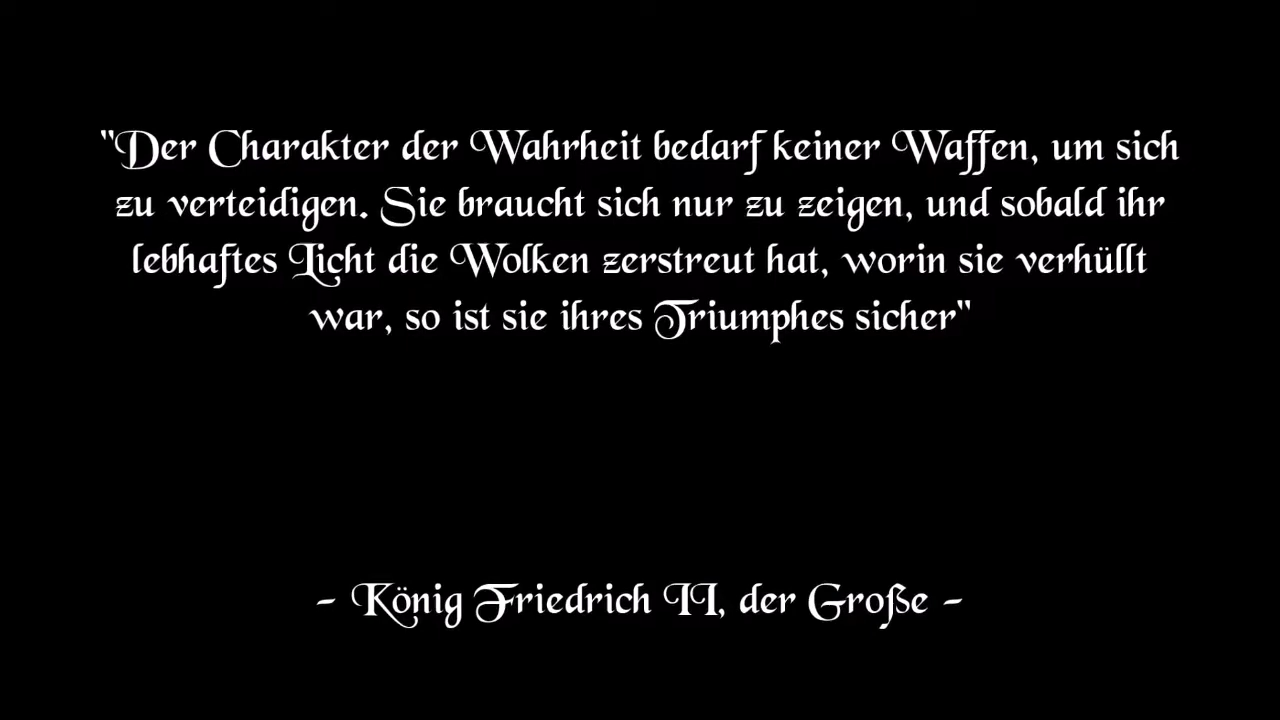 "Der Charakter der Wahrheit bedarf keiner Waffen, um sich
zu verteidigen. Sie braucht sich nur zu zeigen, und sobald ihr
lebhaftes Licht die Wolken zerstreut hat, worin sie verhüllt
war, so ist sie ihres Triumphes sicher"
- König Friedrich II, der Große -